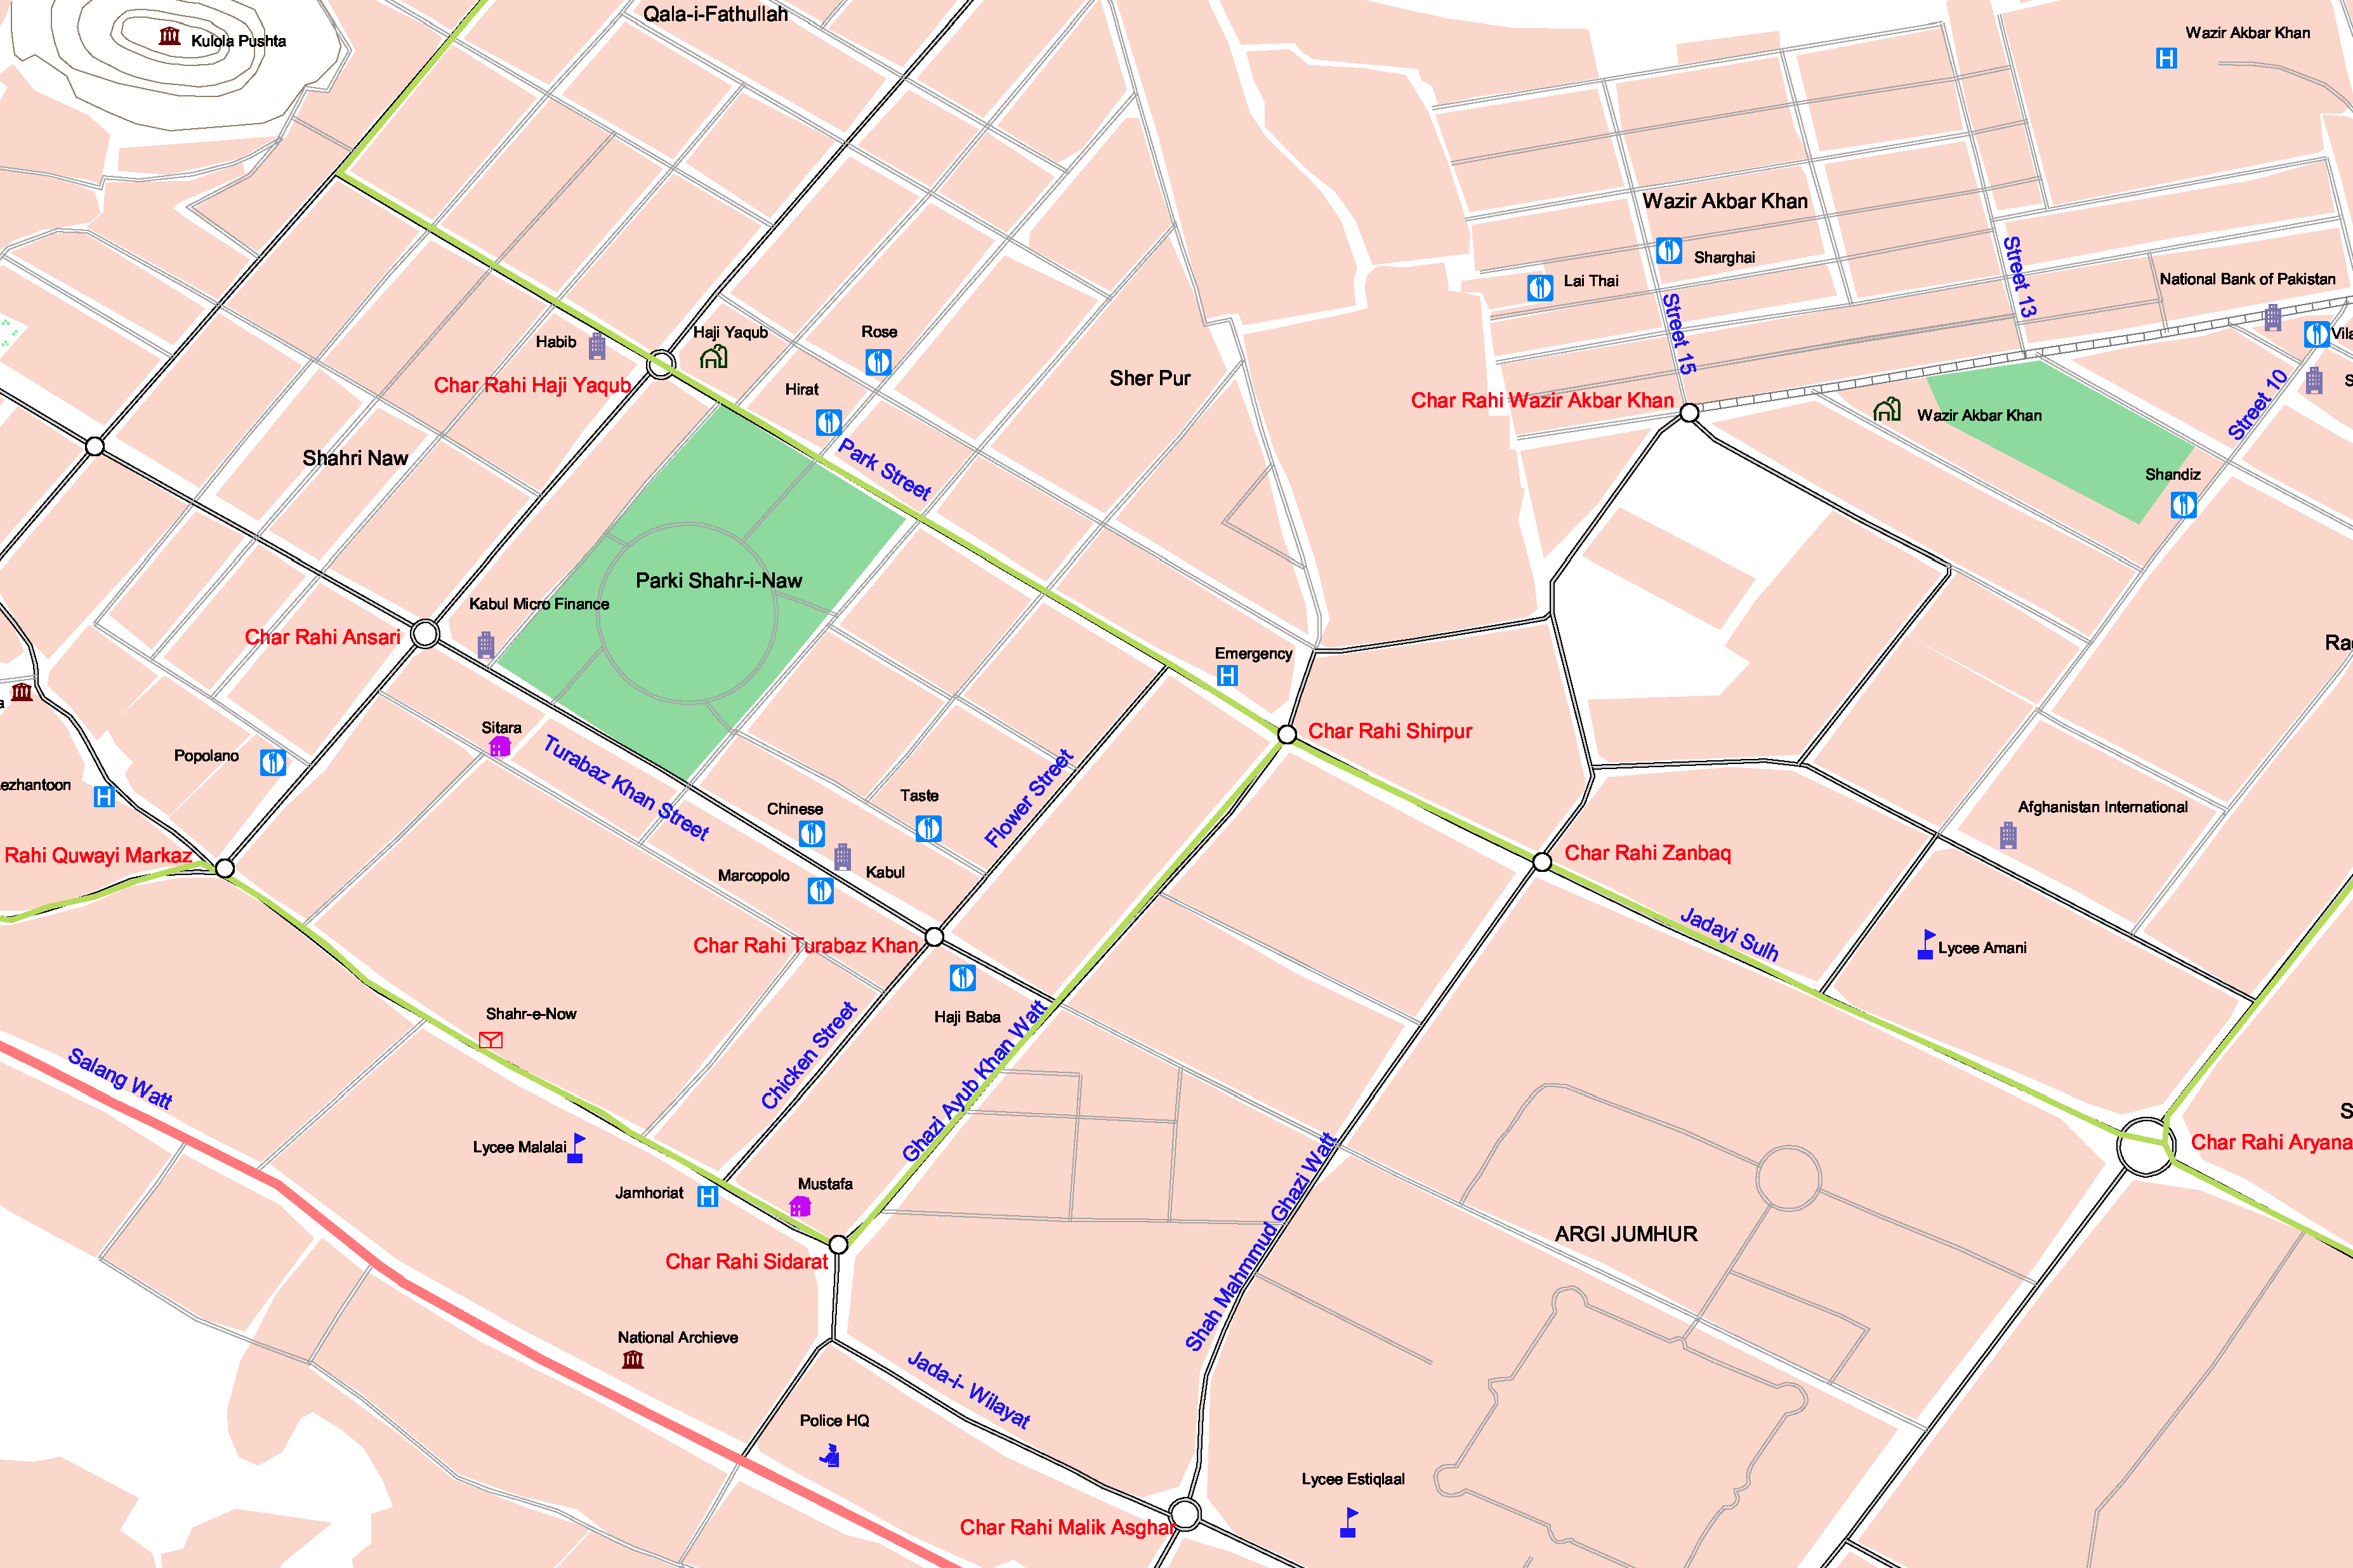 Qala-i-Fathullah
Kulola Pushta
Wazir Akbar Khan
H
Wazir Akbar Khan
Sharghai
Lai Thai
Street 15
Street 13
National Bank of Pakistan
Habib
Haji Yaqub
Rose
Char Rahi Haji Yaqub
Hirat
Sher Pur
Char Rahi Wazir Akbar Khan
Wazir Akbar Khan
Street 10
Shahri Naw
Park Street
Shandiz
Parki Shahr-i-Naw
Kabul Micro Finance
Char Rahi Ansari
Emergency
H
Sitara
Char Rahi Shirpur
Popolano
Turabaz Khan Street
ezhantoon
H
Chinese
Taste
Flower Street
Afghanistan International
Rahi Quwayi Markaz
Marcopolo
Kabul
Char Rahi Zanbaq
Char Rahi Turabaz Khan
Jadayi Sulh
Lycee Amani
Shahr-e-Now
Haji Baba
Chicken Street
Ghazi Ayub Khan Watt
Salang Watt
Lycee Malalai
Char Rahi Aryana
Jamhoriat
H
Mustafa
Shah Mahmmud Ghazi Watt
ARGI JUMHUR
Char Rahi Sidarat
National Archieve
Jada-i- Wilayat
Police HQ
Lycee Estiqlaal
Char Rahi Malik Asghar